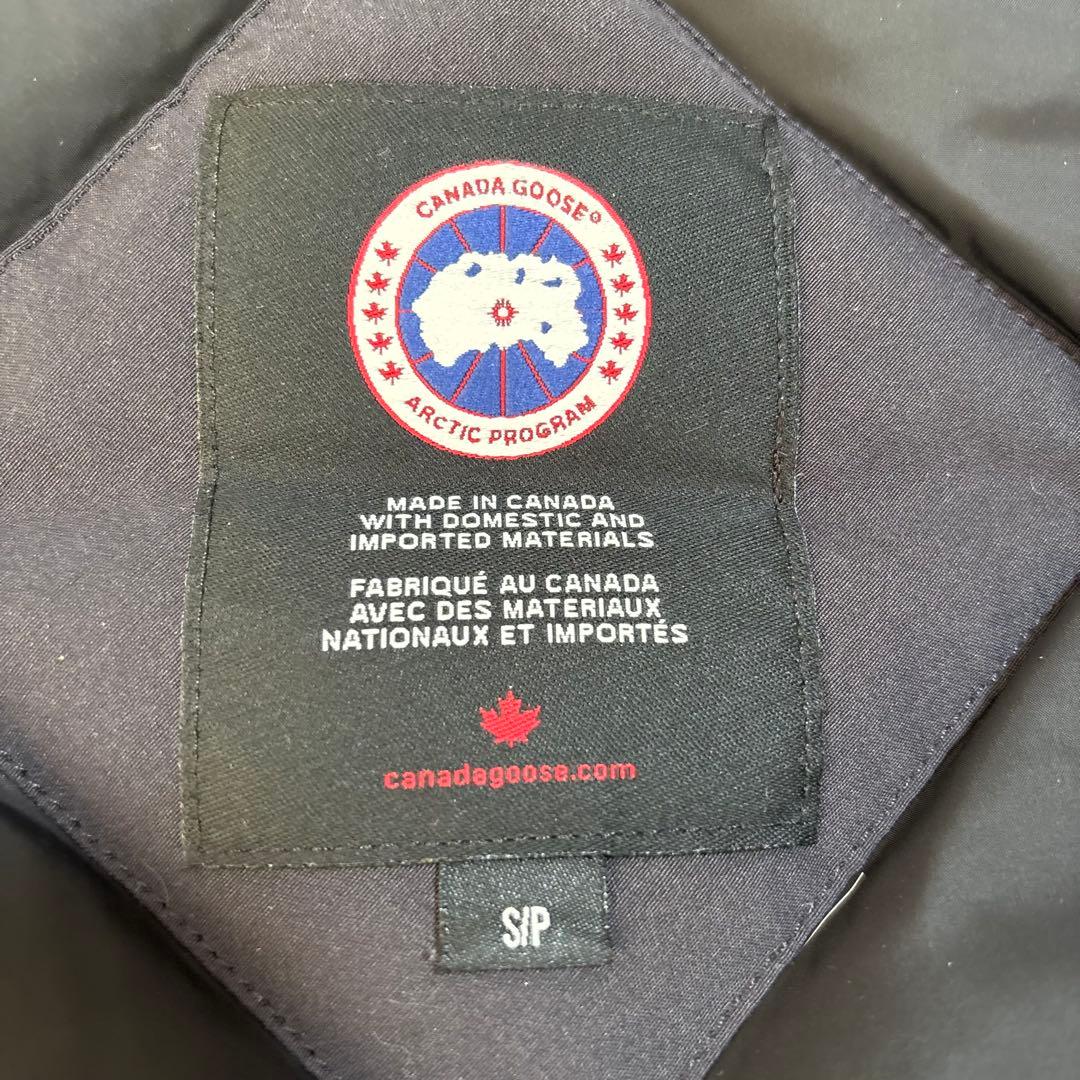 CANADA GOOSE®
ARCTIC PROGRAM
MADE IN CANADA
WITH DOMESTIC AND
IMPORTED MATERIALS
FABRIQUÉ AU CANADA
AVEC DES MATERIAUX
NATIONAUX ET IMPORTÉS
canadagoose.com
S/P